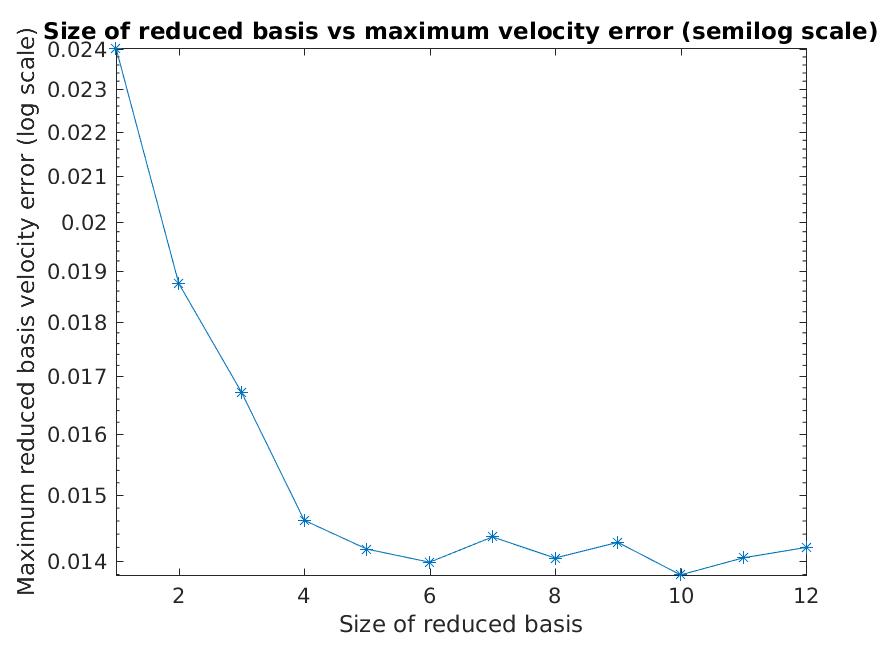 Size of reduced basis vs maximum velocity error (semilog scale)
Maximum reduced basis velocity error (log scale)
0.024
0.023
0.022
0.021
0.02
0.019
0.018
0.017
0.016
0.015
0.014
2 4 6 8 10 12
Size of reduced basis